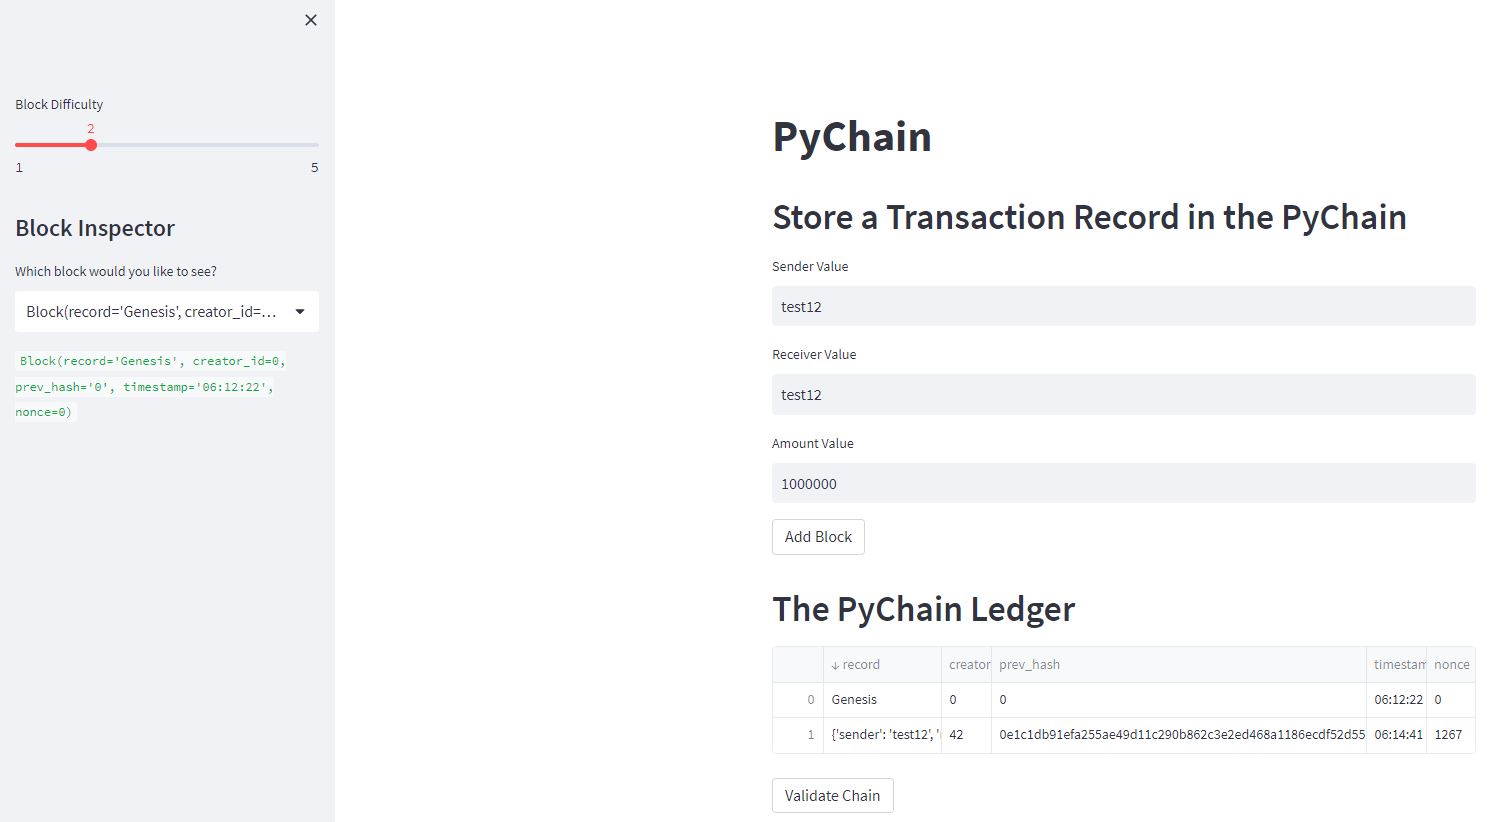 Block Difficulty
2
1 5
Block Inspector
Which block would you like to see?
Block(record='Genesis', creator_id=...
Block(record='Genesis', creator_id=0,
prev_hash='0', timestamp='06:12:22',
nonce=0)
PyChain
Store a Transaction Record in the PyChain
Sender Value
test12
Receiver Value
test12
Amount Value
1000000
Add Block
The PyChain Ledger
↓ record creator prev_hash timestam nonce
0 Genesis 0 0 06:12:22 0
1 {'sender': 'test12', ' 42 0e1c1db91efa255ae49d11c290b862c3e2ed468a1186ecdf52d55 06:14:41 1267
Validate Chain